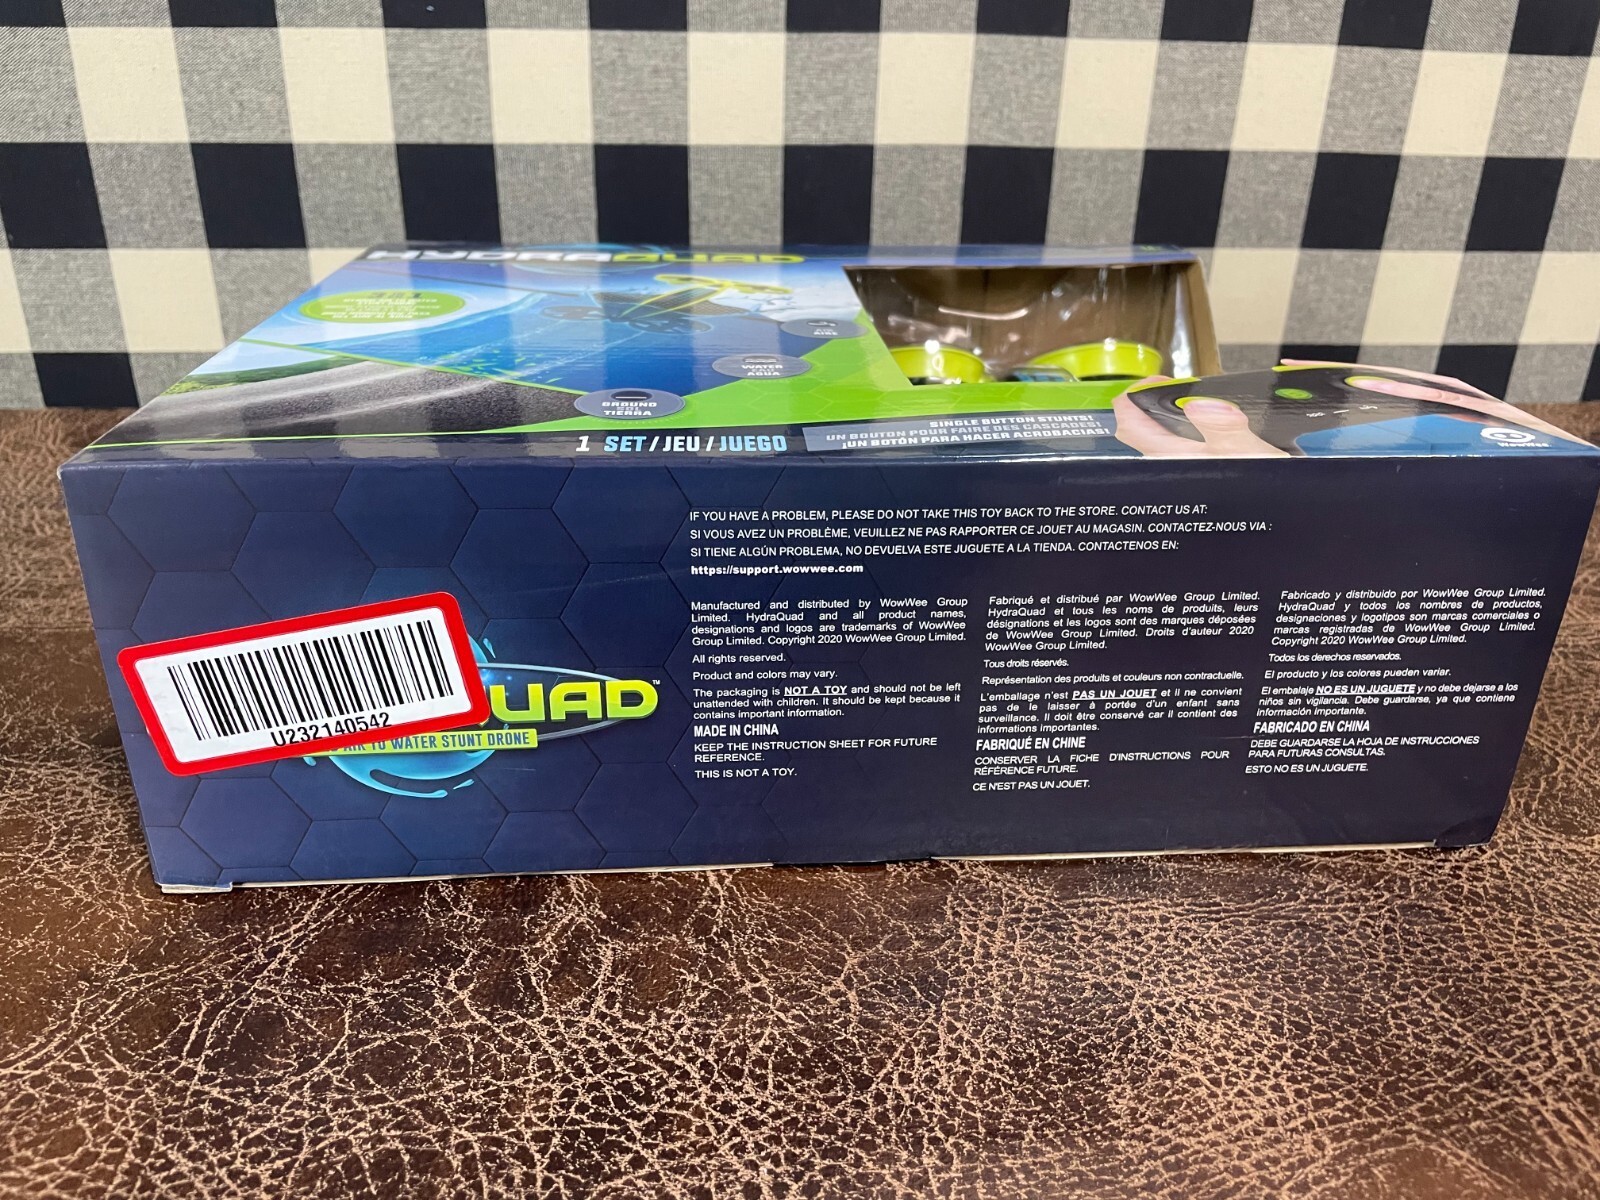 HYDRAQUAD
GROUND
SOL
TIERRA
WATER
EAU
AGUA
AIR
AIRE
1 SET / JEU / JUEGO
SINGLE BUTTON STUNTS!
UN BOUTON POUR FAIRE DES CASCADES!
¡UN BOTÓN PARA HACER ACROBACIAS!
WowWee
IF YOU HAVE A PROBLEM, PLEASE DO NOT TAKE THIS TOY BACK TO THE STORE. CONTACT US AT:
SI VOUS AVEZ UN PROBLÈME, VEUILLEZ NE PAS RAPPORTER CE JOUET AU MAGASIN. CONTACTEZ-NOUS VIA :
SI TIENE ALGÚN PROBLEMA, NO DEVUELVA ESTE JUGUETE A LA TIENDA. CONTACTENOS EN:
https://support.wowwee.com
U232140542
QUAD™
AIR TO WATER STUNT DRONE
Manufactured and distributed by WowWee Group
Limited. HydraQuad and all product names,
designations and logos are trademarks of WowWee
Group Limited. Copyright 2020 WowWee Group Limited.
All rights reserved.
Product and colors may vary.
The packaging is NOT A TOY and should not be left
unattended with children. It should be kept because it
contains important information.
MADE IN CHINA
KEEP THE INSTRUCTION SHEET FOR FUTURE
REFERENCE.
THIS IS NOT A TOY.
Fabriqué et distribué par WowWee Group Limited.
HydraQuad et tous les noms de produits, leurs
désignations et les logos sont des marques déposées
de WowWee Group Limited. Droits d'auteur 2020
WowWee Group Limited.
Tous droits réservés.
Représentation des produits et couleurs non contractuelle.
L'emballage n'est PAS UN JOUET et il ne convient
pas de le laisser à portée d'un enfant sans
surveillance. Il doit être conservé car il contient des
informations importantes.
FABRIQUÉ EN CHINE
CONSERVER LA FICHE D'INSTRUCTIONS POUR
RÉFÉRENCE FUTURE.
CE N'EST PAS UN JOUET.
Fabricado y distribuido por WowWee Group Limited.
HydraQuad y todos los nombres de productos,
designaciones y logotipos son marcas comerciales o
marcas registradas de WowWee Group Limited.
Copyright 2020 WowWee Group Limited.
Todos los derechos reservados.
El producto y los colores pueden variar.
El embalaje NO ES UN JUGUETE y no debe dejarse a los
niños sin vigilancia. Debe guardarse, ya que contiene
información importante.
FABRICADO EN CHINA
DEBE GUARDARSE LA HOJA DE INSTRUCCIONES
PARA FUTURAS CONSULTAS.
ESTO NO ES UN JUGUETE.